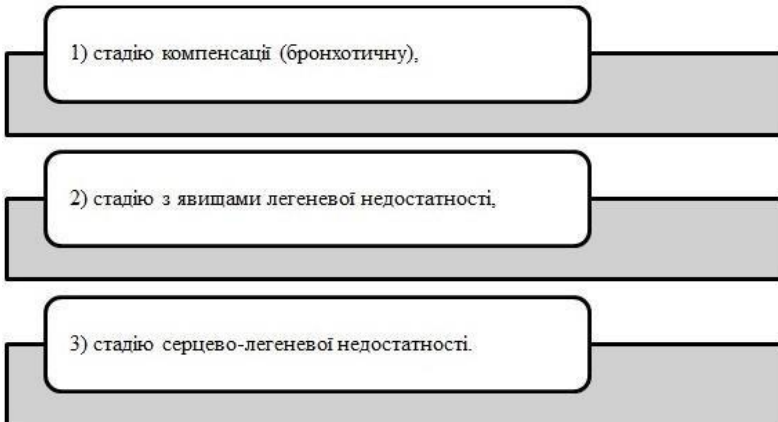 1) стадію компенсації (бронхотичну),
2) стадію з явищами легеневої недостатності,
3) стадію серцево-легеневої недостатності.